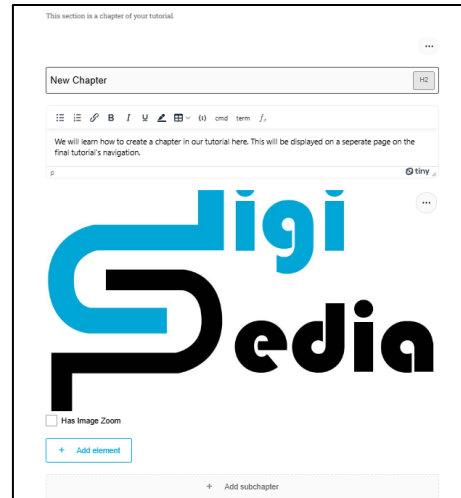 This section is a chapter of your tutorial.
New Chapter
H2
B I U {;} cmd term
We will learn how to create a chapter in our tutorial here. This will be displayed on a seperate page on the
final tutorial's navigation.
p
tiny
digi
Pedia
Has Image Zoom
+ Add element
+ Add subchapter